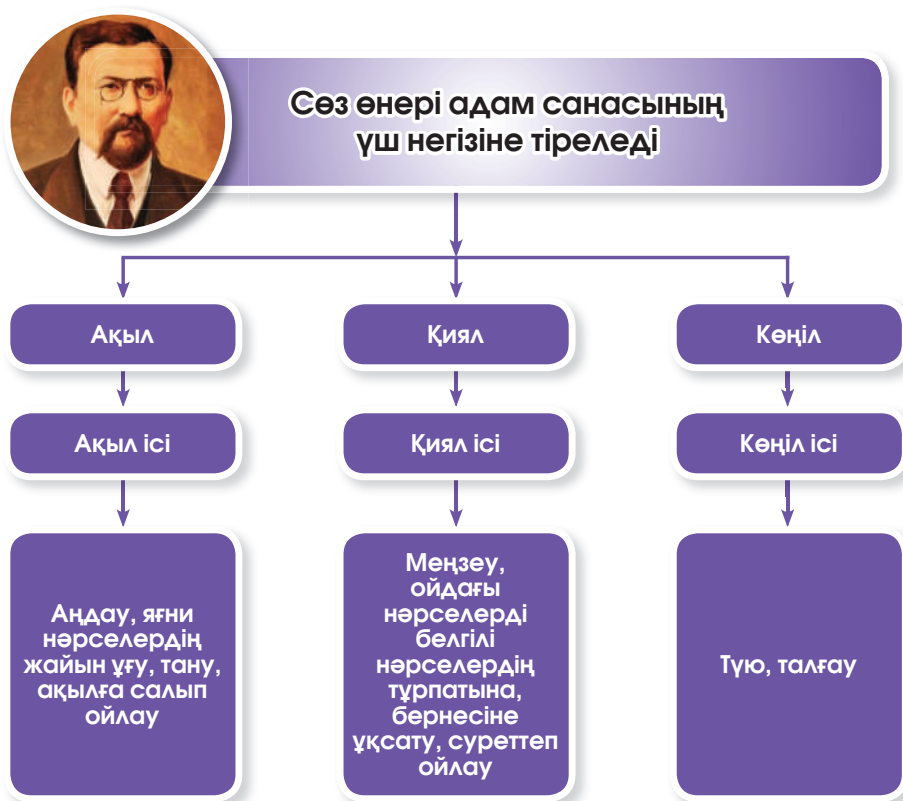 Сөз өнері адам санасының
үш негізіне тіреледі
Ақыл
Қиял
Көңіл
Ақыл ісі
Қиял ісі
Көңіл ісі
Аңдау, яғни
нәрселердің
жайын ұғу, тану,
ақылға салып
ойлау
Меңзеу,
ойдағы
нәрселерді
белгілі
нәрселердің
тұрпатына,
бернесіне
ұқсату, суреттеп
ойлау
Түю, талғау